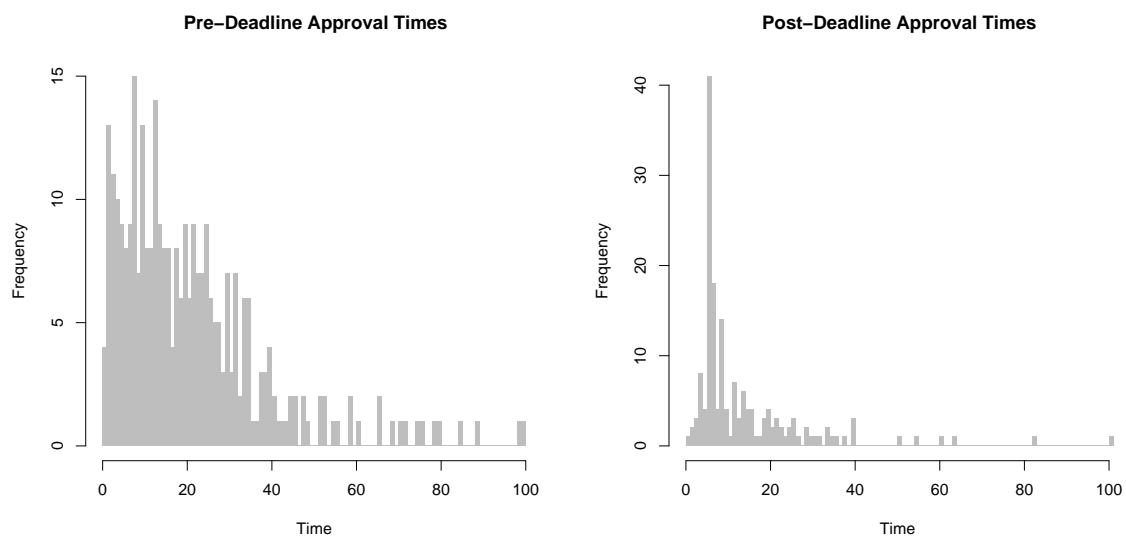 Pre−Deadline Approval Times
Frequency
15
10
5
0
0 20 40 60 80 100
Time
Post−Deadline Approval Times
Frequency
40
30
20
10
0
0 20 40 60 80 100
Time